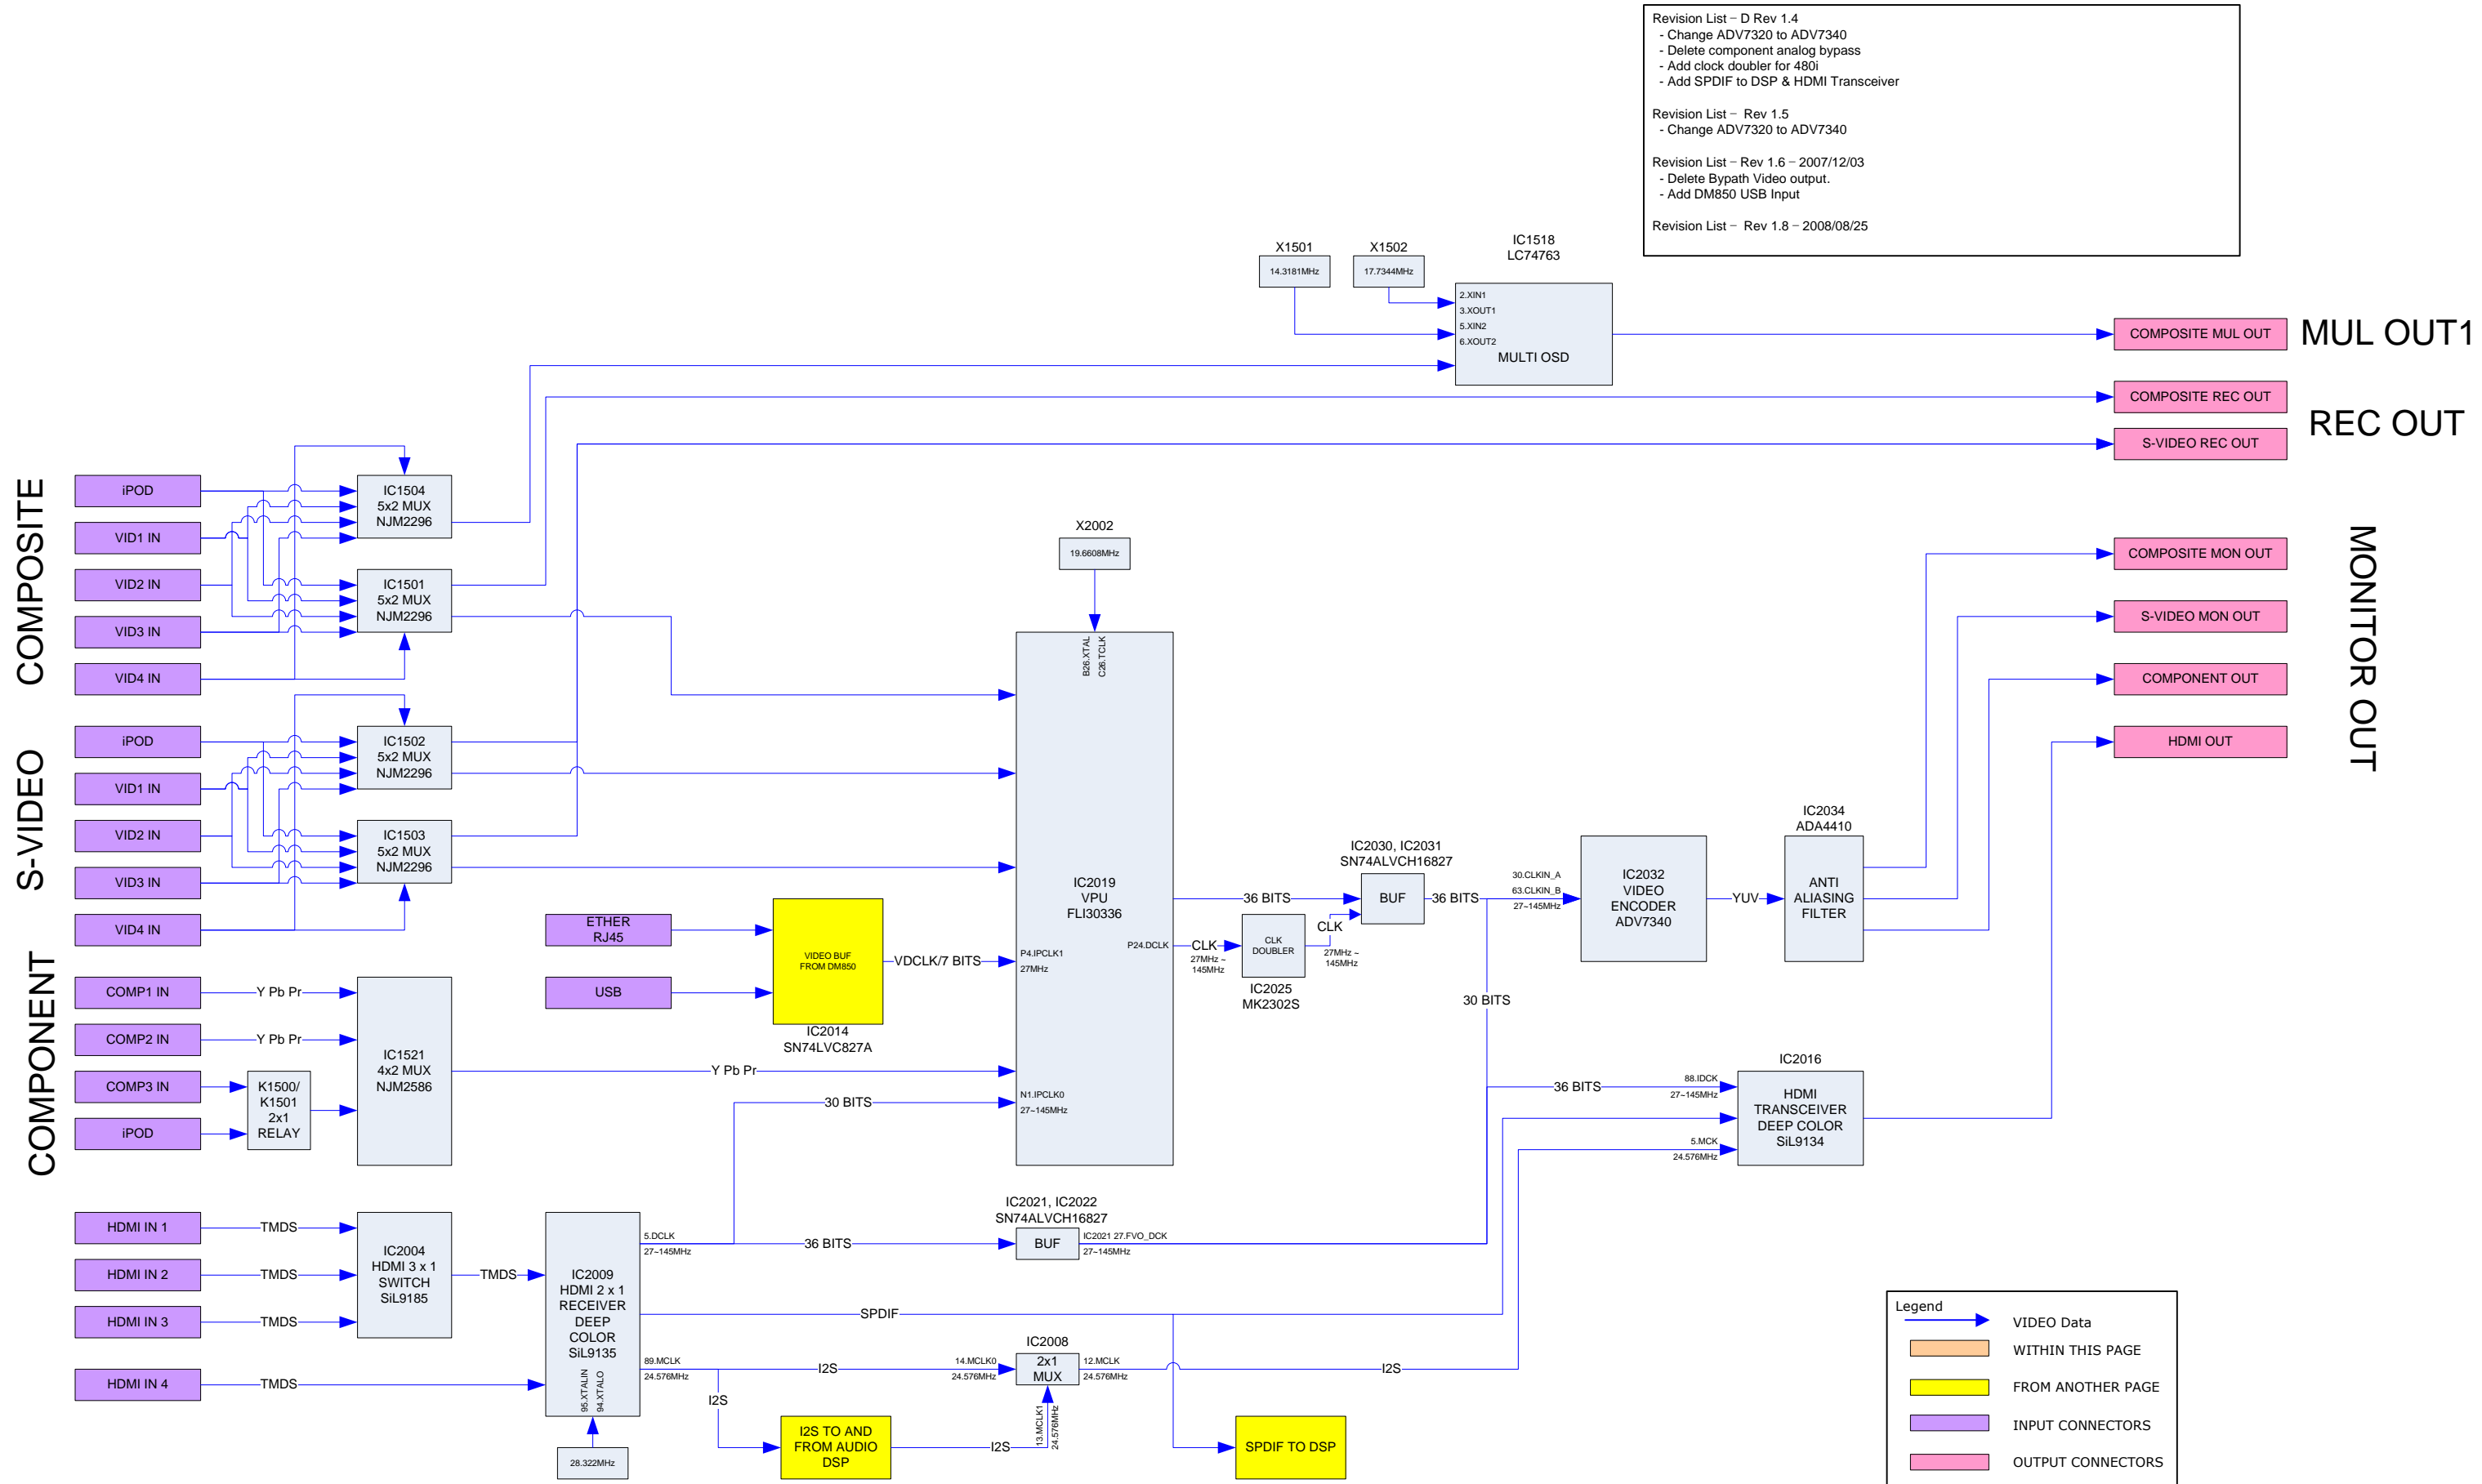 Revision List – D Rev 1.4
- Change ADV7320 to ADV7340
- Delete component analog bypass
- Add clock doubler for 480i
- Add SPDIF to DSP & HDMI Transceiver
Revision List – Rev 1.5
- Change ADV7320 to ADV7340
Revision List – Rev 1.6 – 2007/12/03
- Delete Bypath Video output.
- Add DM850 USB Input
Revision List – Rev 1.8 – 2008/08/25
X1501
14.3181MHz
X1502
17.7344MHz
IC1518
LC74763
2.XIN1
3.XOUT1
5.XIN2
6.XOUT2
MULTI OSD
COMPOSITE MUL OUT
MUL OUT1
COMPOSITE REC OUT
S-VIDEO REC OUT
REC OUT
COMPOSITE
iPOD
VID1 IN
VID2 IN
VID3 IN
VID4 IN
IC1504
5x2 MUX
NJM2296
IC1501
5x2 MUX
NJM2296
S-VIDEO
iPOD
VID1 IN
VID2 IN
VID3 IN
VID4 IN
IC1502
5x2 MUX
NJM2296
IC1503
5x2 MUX
NJM2296
COMPONENT
COMP1 IN
COMP2 IN
COMP3 IN
iPOD
Y Pb Pr
Y Pb Pr
K1500/
K1501
2x1
RELAY
IC1521
4x2 MUX
NJM2586
ETHER
RJ45
USB
VIDEO BUF
FROM DM850
IC2014
SN74LVC827A
VDCLK/7 BITS
Y Pb Pr
30 BITS
X2002
19.6608MHz
B26.XTAL
C26.TCLK
IC2019
VPU
FLI30336
P4.IPCLK1
27MHz
N1.IPCLK0
27~145MHz
P24.DCLK
36 BITS
CLK
27MHz ~
145MHz
CLK
DOUBLER
IC2025
MK2302S
CLK
27MHz ~
145MHz
IC2030, IC2031
SN74ALVCH16827
BUF
36 BITS
30 BITS
30.CLKIN_A
63.CLKIN_B
27~145MHz
IC2032
VIDEO
ENCODER
ADV7340
YUV
IC2034
ADA4410
ANTI
ALIASING
FILTER
COMPOSITE MON OUT
S-VIDEO MON OUT
COMPONENT OUT
HDMI OUT
MONITOR OUT
IC2016
36 BITS
88.IDCK
27~145MHz
5.MCK
24.576MHz
HDMI
TRANSCEIVER
DEEP COLOR
SiL9134
HDMI IN 1
HDMI IN 2
HDMI IN 3
HDMI IN 4
TMDS
TMDS
TMDS
TMDS
IC2004
HDMI 3 x 1
SWITCH
SiL9185
TMDS
IC2009
HDMI 2 x 1
RECEIVER
DEEP
COLOR
SiL9135
95.XTALIN
94.XTALO
28.322MHz
5.DCLK
27~145MHz
36 BITS
IC2021, IC2022
SN74ALVCH16827
BUF
IC2021 27.FVO_DCK
27~145MHz
SPDIF
89.MCLK
24.576MHz
I2S
I2S
14.MCLK0
24.576MHz
IC2008
2x1
MUX
12.MCLK
24.576MHz
I2S
13.MCLK1
24.576MHz
I2S TO AND
FROM AUDIO
DSP
I2S
SPDIF TO DSP
Legend
VIDEO Data
WITHIN THIS PAGE
FROM ANOTHER PAGE
INPUT CONNECTORS
OUTPUT CONNECTORS